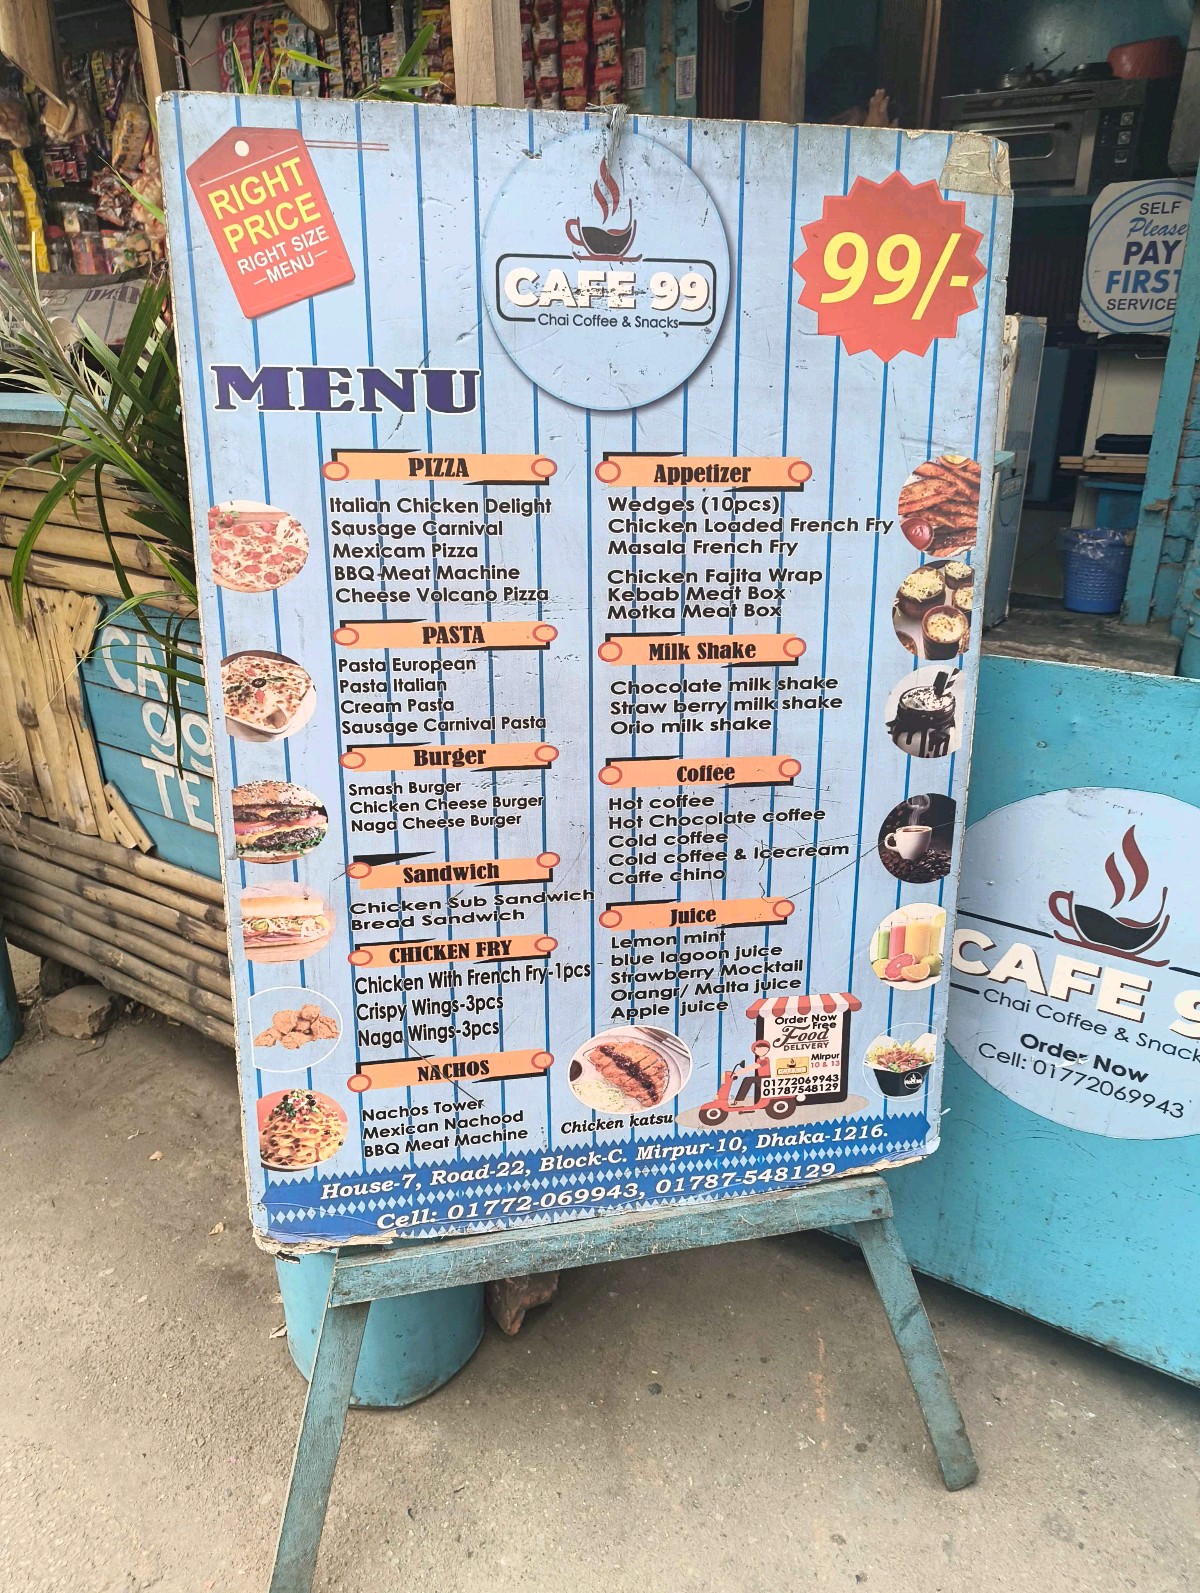 RIGHT
PRICE
RIGHT SIZE
—MENU—
CAFE 99
Chai Coffee & Snacks
99/-
MENU
PIZZA
Italian Chicken Delight
Sausage Carnival
Mexicam Pizza
BBQ Meat Machine
Cheese Volcano Pizza
PASTA
Pasta European
Pasta Italian
Cream Pasta
Sausage Carnival Pasta
Burger
Smash Burger
Chicken Cheese Burger
Naga Cheese Burger
Sandwich
Chicken Sub Sandwich
Bread Sandwich
CHICKEN FRY
Chicken With French Fry-1pcs
Crispy Wings-3pcs
Naga Wings-3pcs
NACHOS
Nachos Tower
Mexican Nachood
BBQ Meat Machine
Appetizer
Wedges (10pcs)
Chicken Loaded French Fry
Masala French Fry
Chicken Fajita Wrap
Kebab Meat Box
Motka Meat Box
Milk Shake
Chocolate milk shake
Straw berry milk shake
Orio milk shake
Coffee
Hot coffee
Hot Chocolate coffee
Cold coffee
Cold coffee & Icecream
Caffe chino
Juice
Lemon mint
blue lagoon juice
Strawberry Mocktail
Orangr/ Malta juice
Apple juice
Chicken katsu
Order Now
Free
Food
DELIVERY
Mirpur
10 & 13
01772069943
01787548129
House-7, Road-22, Block-C. Mirpur-10, Dhaka-1216.
Cell: 01772-069943, 01787-548129
SELF
Please
PAY
FIRST
SERVICE
CAFE
99
TE
CAFE 9
Chai Coffee & Snack
Order Now
Cell: 01772069943